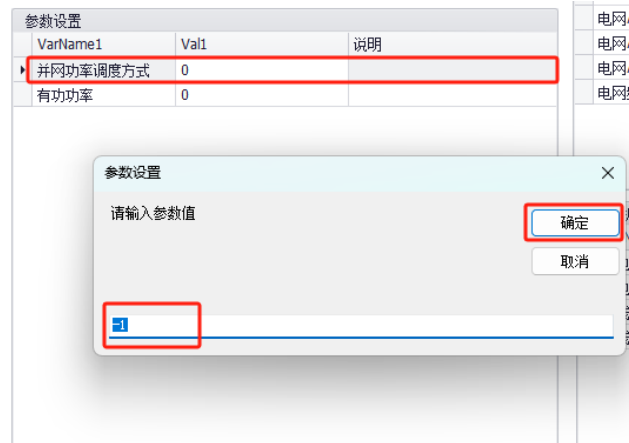 参数设置
VarName1 Val1 说明
并网功率调度方式 0
有功功率 0
电网
电网
电网
电网
参数设置
请输入参数值
确定
取消
-1